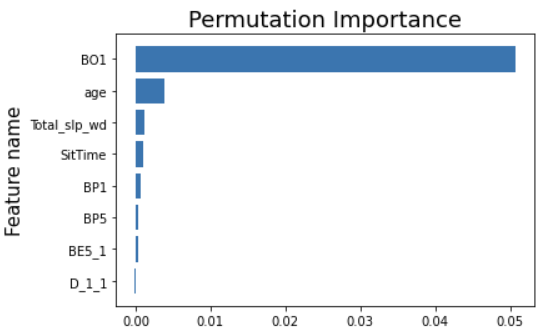 Permutation Importance
Feature name
BO1
age
Total_slp_wd
SitTime
BP1
BP5
BE5_1
D_1_1
0.00 0.01 0.02 0.03 0.04 0.05